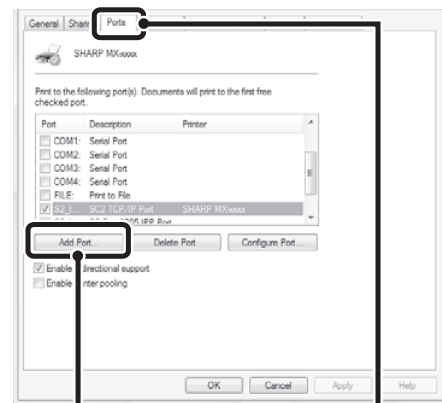 General Ports
SHARP MX-xxxx
Print to the following port(s). Documents will print to the first free
checked port.
Port Description Printer
COM1: Serial Port
COM2: Serial Port
COM3: Serial Port
COM4: Serial Port
FILE: Print to File
SC2 TCP/IP Port SHARP MX-xxxx
Add Port... Delete Port Configure Port...
Enable directional support
Enable pooling
OK Cancel Apply Help